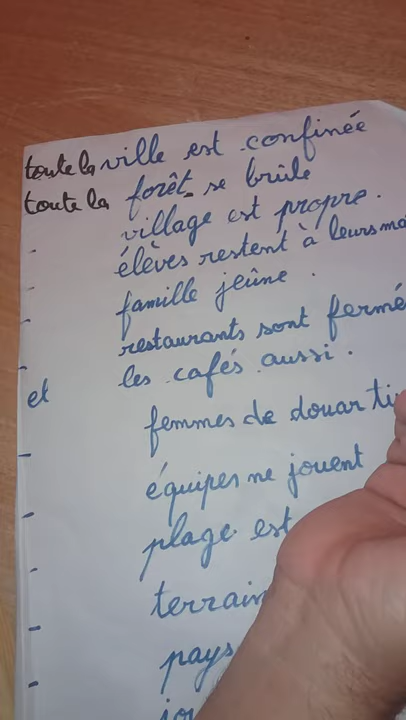 toute la ville est confinée
toute la forêt se brûle
- village est propre.
- élèves restent à leurs
- famille jeûne.
- restaurants sont fermé
et les cafés aussi.
femmes de douar
- équipes ne jouent
- plage est
- terrain
- pays
-